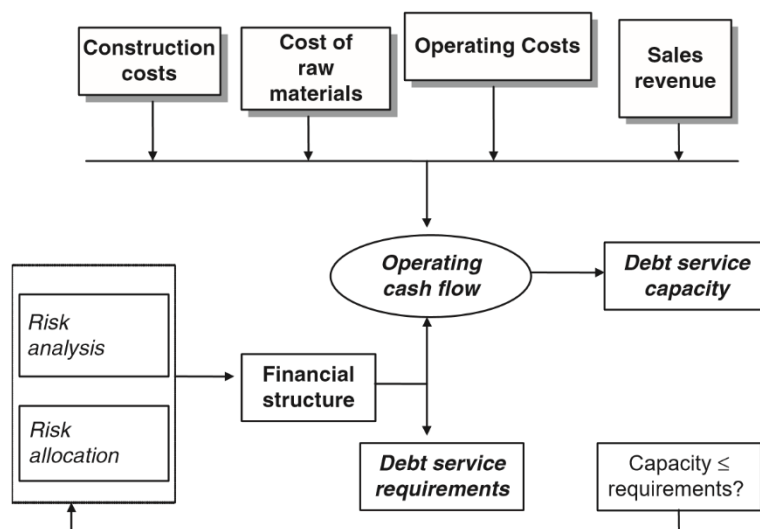 Construction
costs
Cost of
raw
materials
Operating Costs
Sales
revenue
Operating
cash flow
Debt service
capacity
Risk
analysis
Financial
structure
Risk
allocation
Debt service
requirements
Capacity ≤
requirements?